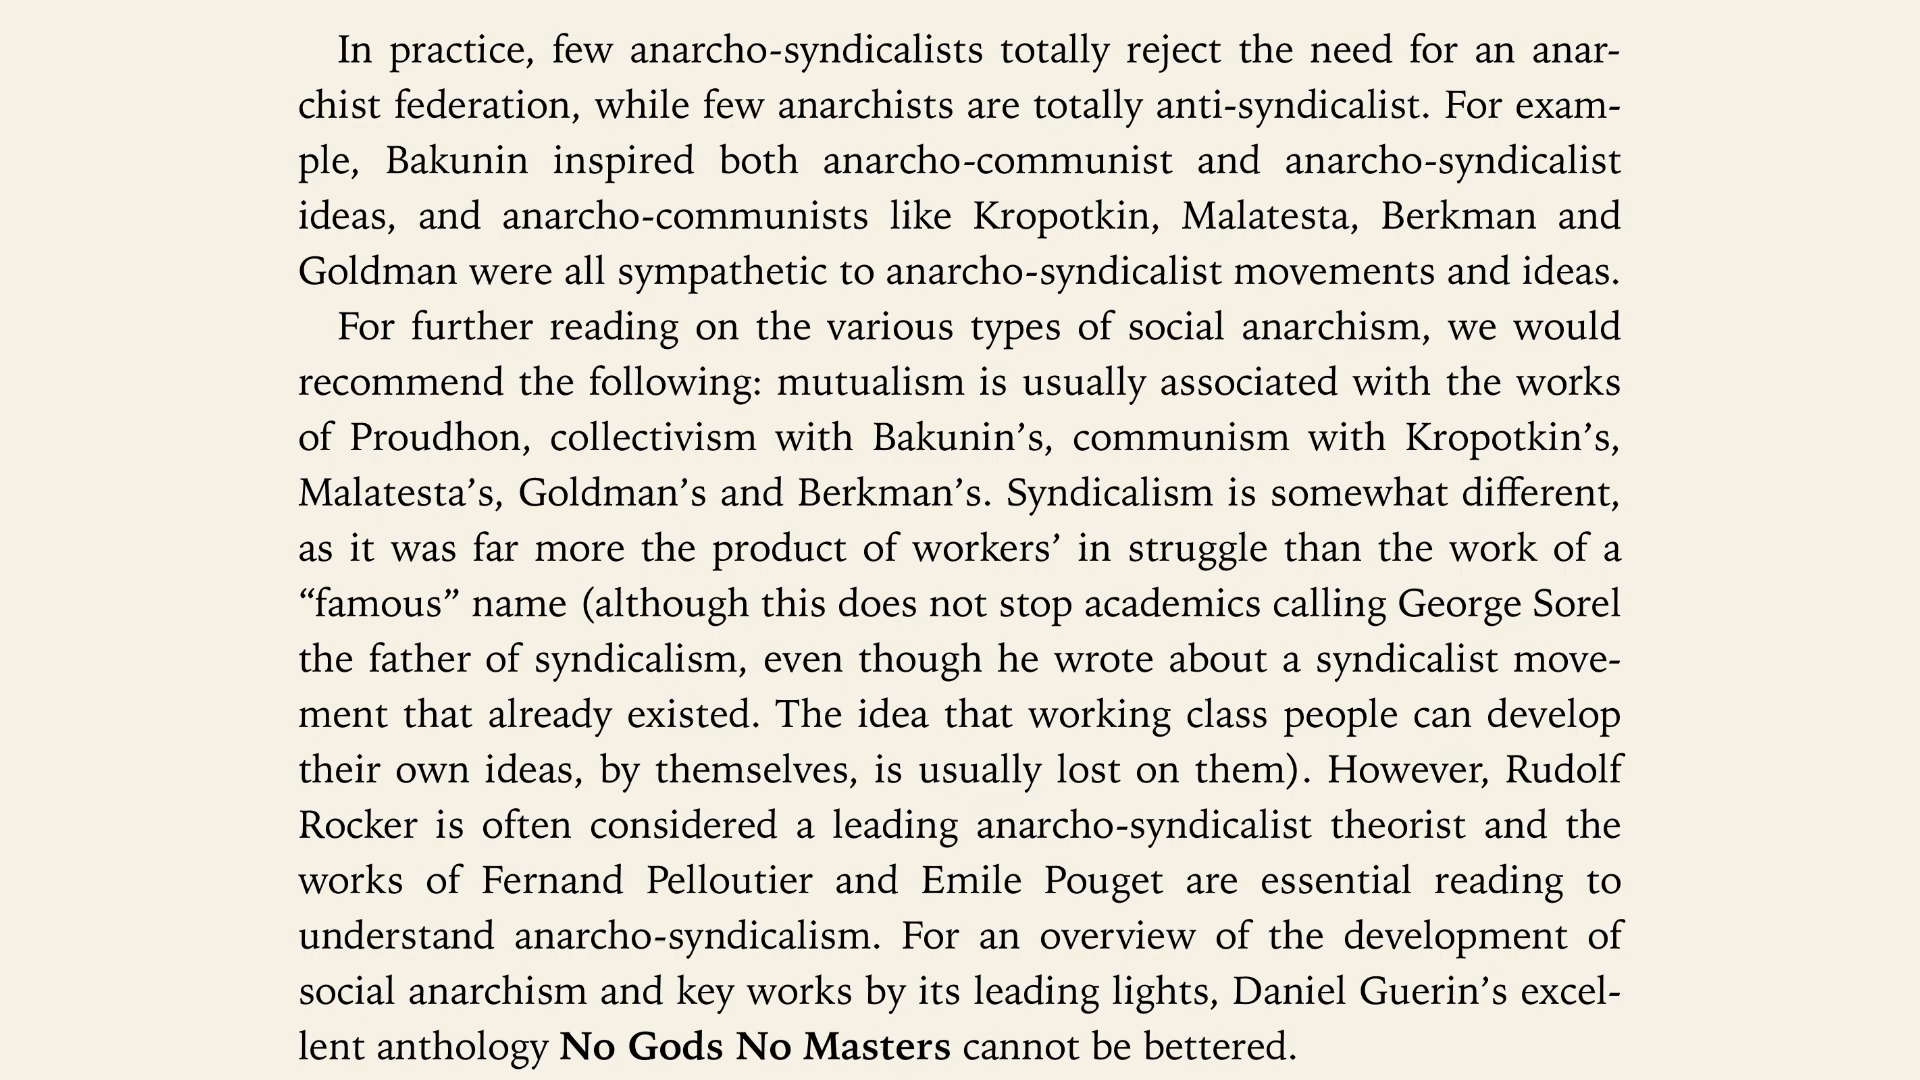 In practice, few anarcho-syndicalists totally reject the need for an anar-
chist federation, while few anarchists are totally anti-syndicalist. For exam-
ple, Bakunin inspired both anarcho-communist and anarcho-syndicalist
ideas, and anarcho-communists like Kropotkin, Malatesta, Berkman and
Goldman were all sympathetic to anarcho-syndicalist movements and ideas.
For further reading on the various types of social anarchism, we would
recommend the following: mutualism is usually associated with the works
of Proudhon, collectivism with Bakunin’s, communism with Kropotkin’s,
Malatesta’s, Goldman’s and Berkman’s. Syndicalism is somewhat different,
as it was far more the product of workers’ in struggle than the work of a
“famous” name (although this does not stop academics calling George Sorel
the father of syndicalism, even though he wrote about a syndicalist move-
ment that already existed. The idea that working class people can develop
their own ideas, by themselves, is usually lost on them). However, Rudolf
Rocker is often considered a leading anarcho-syndicalist theorist and the
works of Fernand Pelloutier and Emile Pouget are essential reading to
understand anarcho-syndicalism. For an overview of the development of
social anarchism and key works by its leading lights, Daniel Guerin’s excel-
lent anthology No Gods No Masters cannot be bettered.